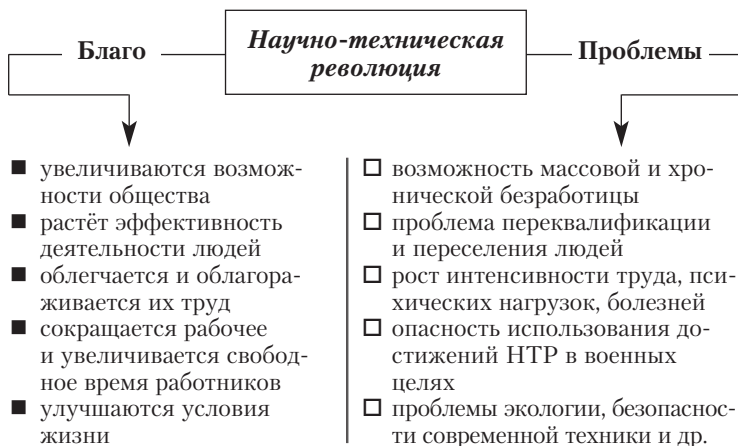 Благо
Научно-техническая
революция
Проблемы
■ увеличиваются возмож-
ности общества
■ растёт эффективность
деятельности людей
■ облегчается и облагора-
живается их труд
■ сокращается рабочее
и увеличивается свобод-
ное время работников
■ улучшаются условия
жизни
□ возможность массовой и хро-
нической безработицы
□ проблема переквалификации
и переселения людей
□ рост интенсивности труда, пси-
хических нагрузок, болезней
□ опасность использования до-
стижений НТР в военных
целях
□ проблемы экологии, безопаснос-
ти современной техники и др.